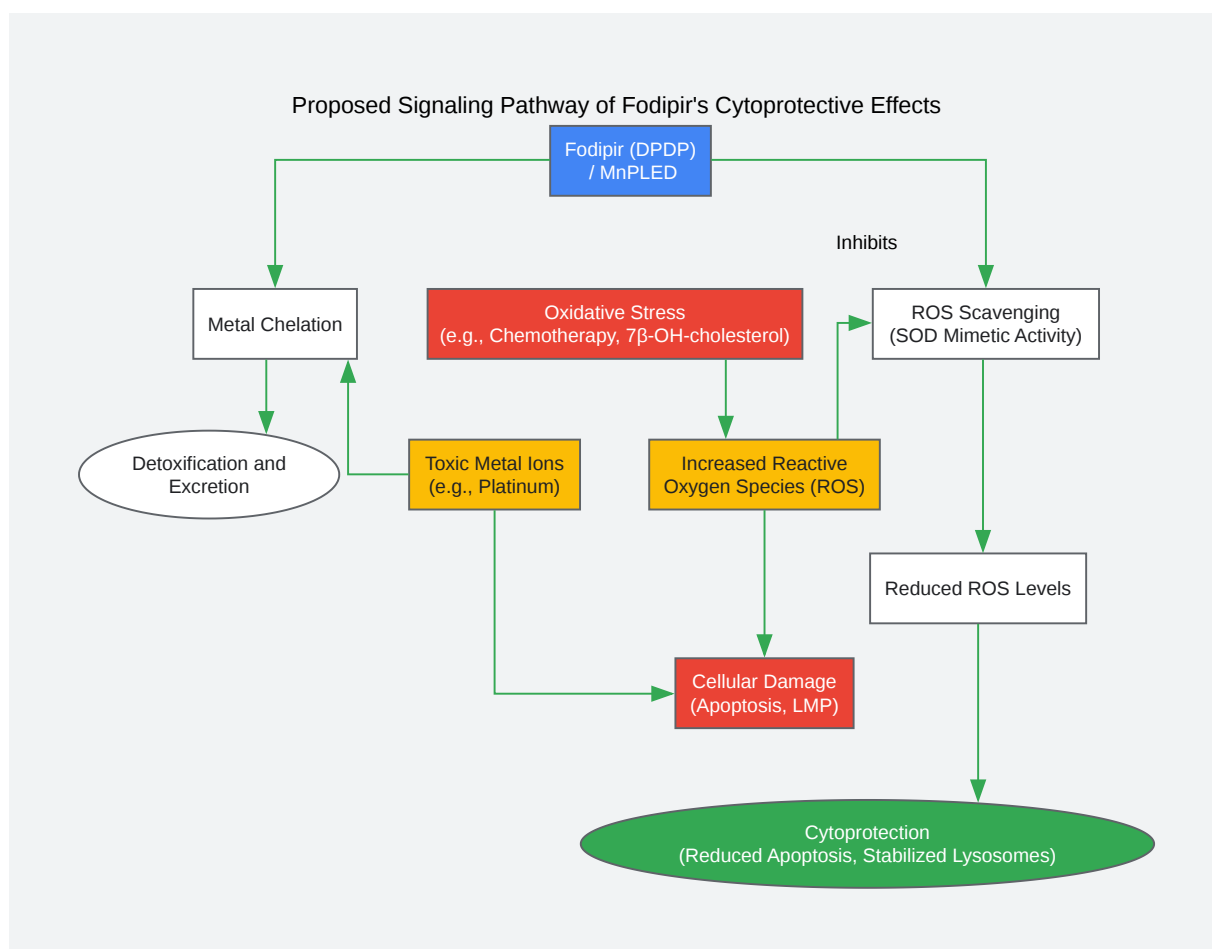 Proposed Signaling Pathway of Fodipir's Cytoprotective Effects
Fodipir (DPDP)
/ MnPLED
Inhibits
Metal Chelation
Oxidative Stress
(e.g., Chemotherapy, 7β-OH-cholesterol)
ROS Scavenging
(SOD Mimetic Activity)
Detoxification and
Excretion
Toxic Metal Ions
(e.g., Platinum)
Increased Reactive
Oxygen Species (ROS)
Reduced ROS Levels
Cellular Damage
(Apoptosis, LMP)
Cytoprotection
(Reduced Apoptosis, Stabilized Lysosomes)